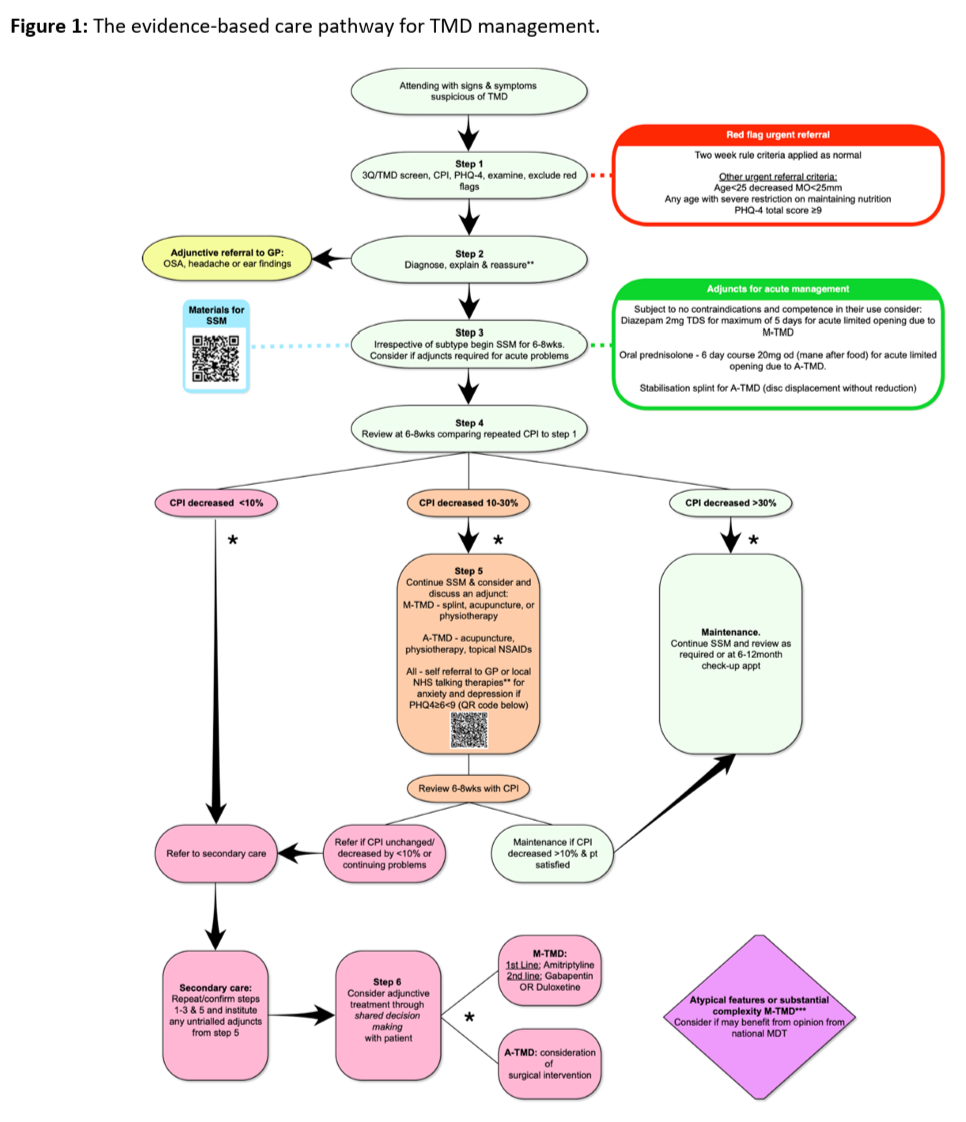 Figure 1: The evidence-based care pathway for TMD management.
Attending with signs & symptoms
suspicious of TMD
Step 1
3Q/TMD screen, CPI, PHQ-4, examine, exclude red
flags
Red flag urgent referral
Two week rule criteria applied as normal
Other urgent referral criteria:
Age<25 decreased MO<25mm
Any age with severe restriction on maintaining nutrition
PHQ-4 total score ≥9
Step 2
Diagnose, explain & reassure**
Adjunctive referral to GP:
OSA, headache or ear findings
Materials for
SSM
Step 3
Irrespective of subtype begin SSM for 6-8wks.
Consider if adjuncts required for acute problems
Adjuncts for acute management
Subject to no contraindications and competence in their use consider:
Diazepam 2mg TDS for maximum of 5 days for acute limited opening due to
M-TMD
Oral prednisolone - 6 day course 20mg od (mane after food) for acute limited
opening due to A-TMD.
Stabilisation splint for A-TMD (disc displacement without reduction)
Step 4
Review at 6-8wks comparing repeated CPI to step 1
CPI decreased <10%
CPI decreased 10-30%
CPI decreased >30%
*
*
*
Step 5
Continue SSM & consider and
discuss an adjunct:
M-TMD - splint, acupuncture, or
physiotherapy
A-TMD - acupuncture,
physiotherapy, topical NSAIDs
All - self referral to GP or local
NHS talking therapies** for
anxiety and depression if
PHQ4≥6<9 (QR code below)
Maintenance.
Continue SSM and review as
required or at 6-12month
check-up appt
Review 6-8wks with CPI
Refer to secondary care
Refer if CPI unchanged/
decreased by <10% or
continuing problems
Maintenance if CPI
decreased >10% & pt
satisfied
Secondary care:
Repeat/confirm steps
1-3 & 5 and institute
any untrialled adjuncts
from step 5
Step 6
Consider adjunctive
treatment through
shared decision
making
with patient
*
M-TMD:
1st Line: Amitriptyline
2nd line: Gabapentin
OR Duloxetine
A-TMD: consideration
of
surgical intervention
Atypical features or substantial
complexity M-TMD***
Consider if may benefit from opinion from
national MDT